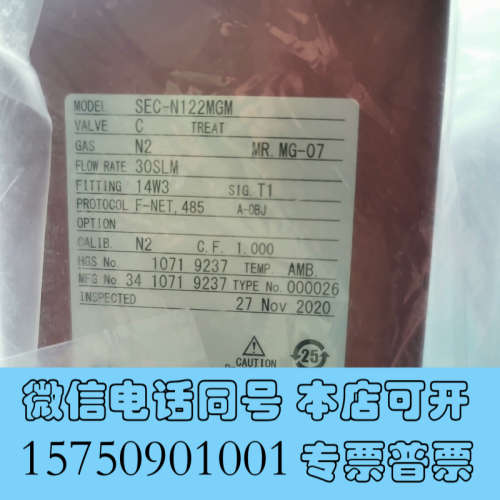 MODEL SEC-N122MGM
VALVE C TREAT
GAS N2 MR. MG-07
FLOW RATE 30SLM
FITTING 14W3 SIG. T1
PROTOCOL F-NET, 485 A-OBJ
OPTION
CALIB. N2 C.F. 1.000
HGS No 1071 9237 TEMP. AMB.
MFG No 34 1071 9237 TYPE No. 000026
INSPECTED 27 Nov 2020
CAUTION
25
微信电话同号 本店可开
15750901001 专票普票